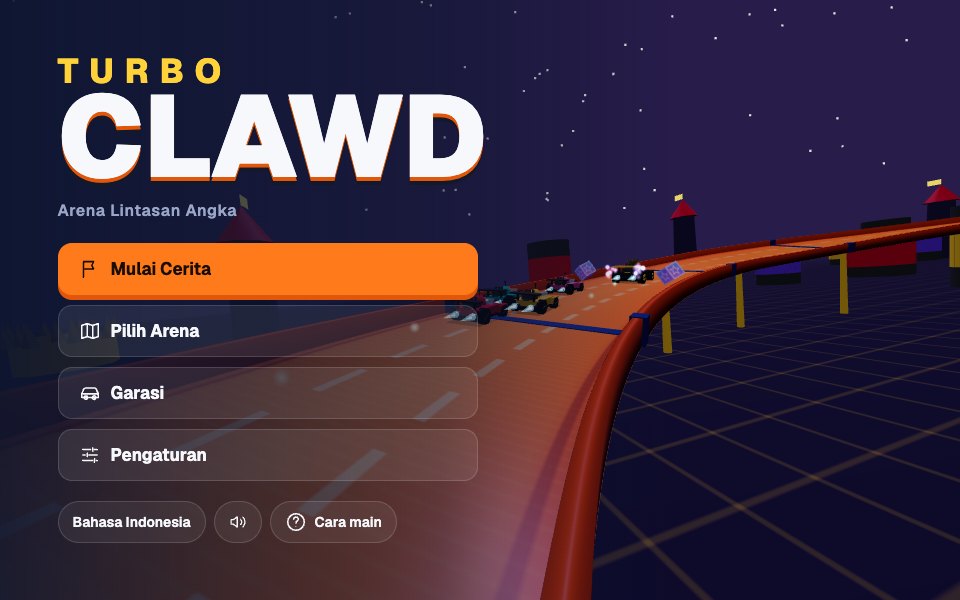 TURBO
CLAWD
Arena Lintasan Angka
Mulai Cerita
Pilih Arena
Garasi
Pengaturan
Bahasa Indonesia
Cara main